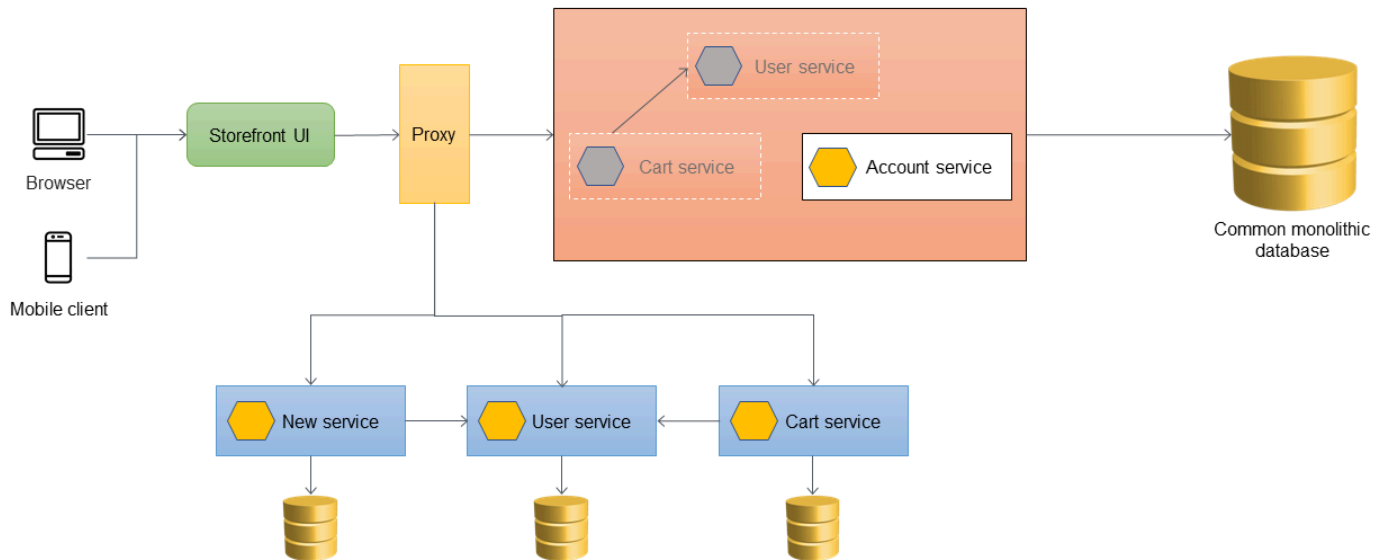 User service
Storefront UI
Proxy
Cart service
Account service
Browser
Common monolithic
database
Mobile client
New service
User service
Cart service